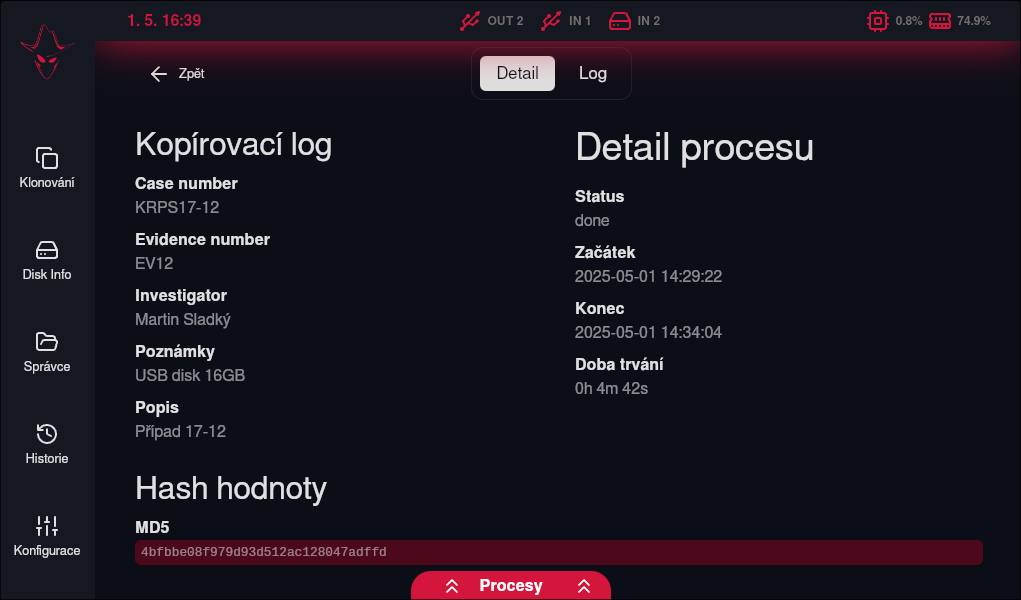 1. 5. 16:39
OUT 2
IN 1
IN 2
0.8%
74.9%
Zpět
Detail
Log
Klonování
Disk Info
Správce
Historie
Konfigurace
Kopírovací log
Case number
KRPS17-12
Evidence number
EV12
Investigator
Martin Sladký
Poznámky
USB disk 16GB
Popis
Případ 17-12
Detail procesu
Status
done
Začátek
2025-05-01 14:29:22
Konec
2025-05-01 14:34:04
Doba trvání
0h 4m 42s
Hash hodnoty
MD5
4bfbbe08f979d93d512ac128047adffd
Procesy